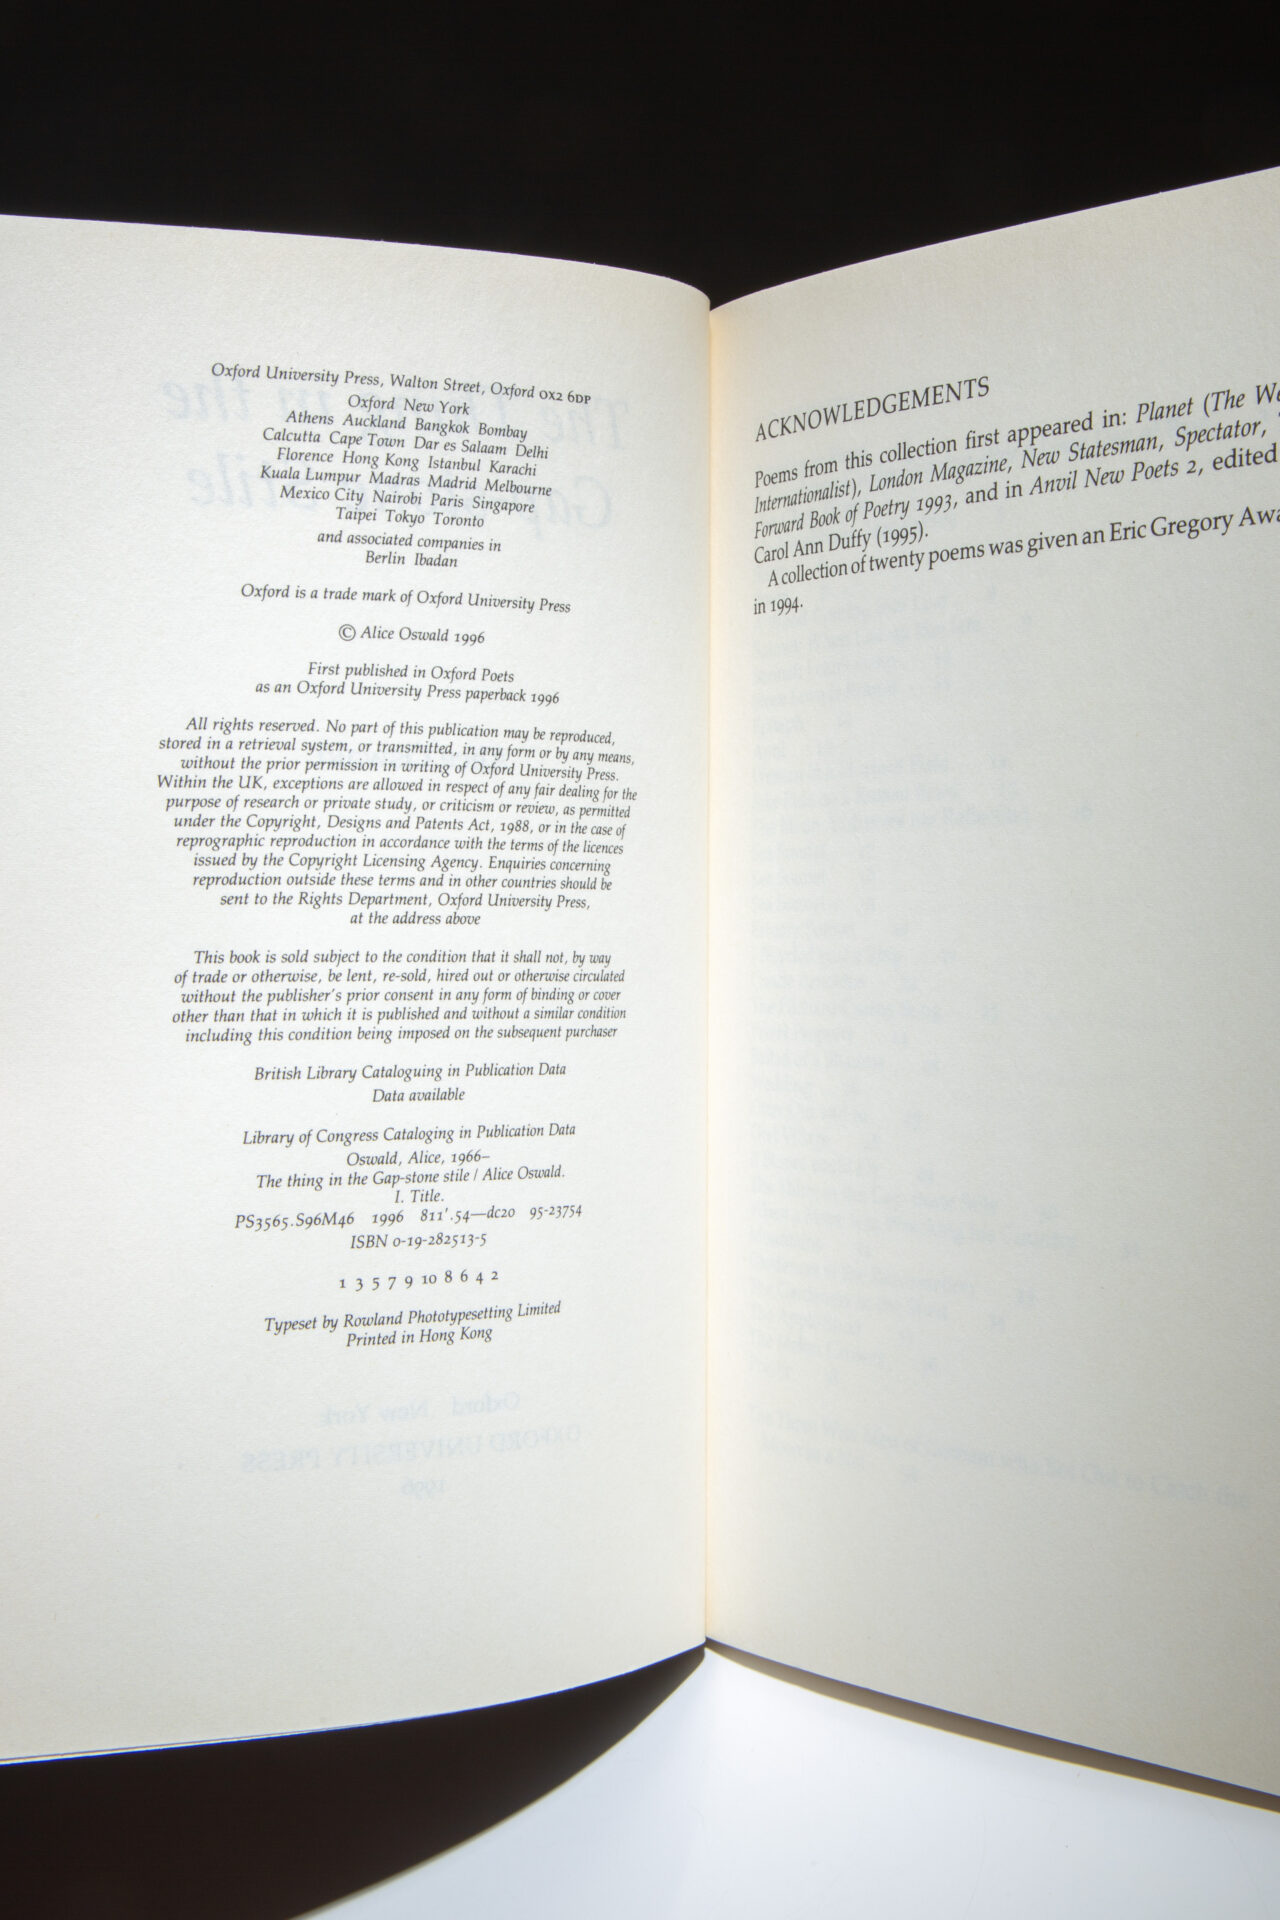 Oxford University Press, Walton Street, Oxford OX2 6DP
Oxford New York
Athens Auckland Bangkok Bombay
Calcutta Cape Town Dar es Salaam Delhi
Florence Hong Kong Istanbul Karachi
Kuala Lumpur Madras Madrid Melbourne
Mexico City Nairobi Paris Singapore
Taipei Tokyo Toronto
and associated companies in
Berlin Ibadan
Oxford is a trade mark of Oxford University Press
© Alice Oswald 1996
First published in Oxford Poets
as an Oxford University Press paperback 1996
All rights reserved. No part of this publication may be reproduced,
stored in a retrieval system, or transmitted, in any form or by any means,
without the prior permission in writing of Oxford University Press.
Within the UK, exceptions are allowed in respect of any fair dealing for the
purpose of research or private study, or criticism or review, as permitted
under the Copyright, Designs and Patents Act, 1988, or in the case of
reprographic reproduction in accordance with the terms of the licences
issued by the Copyright Licensing Agency. Enquiries concerning
reproduction outside these terms and in other countries should be
sent to the Rights Department, Oxford University Press,
at the address above
This book is sold subject to the condition that it shall not, by way
of trade or otherwise, be lent, re-sold, hired out or otherwise circulated
without the publisher's prior consent in any form of binding or cover
other than that in which it is published and without a similar condition
including this condition being imposed on the subsequent purchaser
British Library Cataloguing in Publication Data
Data available
Library of Congress Cataloging in Publication Data
Oswald, Alice, 1966–
The thing in the Gap-stone stile / Alice Oswald.
I. Title.
PS3565.S96M46 1996 811'.54—dc20 95-23754
ISBN 0-19-282513-5
1 3 5 7 9 10 8 6 4 2
Typeset by Rowland Phototypesetting Limited
Printed in Hong Kong
ACKNOWLEDGEMENTS
Poems from this collection first appeared in: Planet (The
Internationalist), London Magazine, New Statesman, Spectator,
Forward Book of Poetry 1993, and in Anvil New Poets 2, edited
Carol Ann Duffy (1995).
A collection of twenty poems was given an Eric Gregory
in 1994.